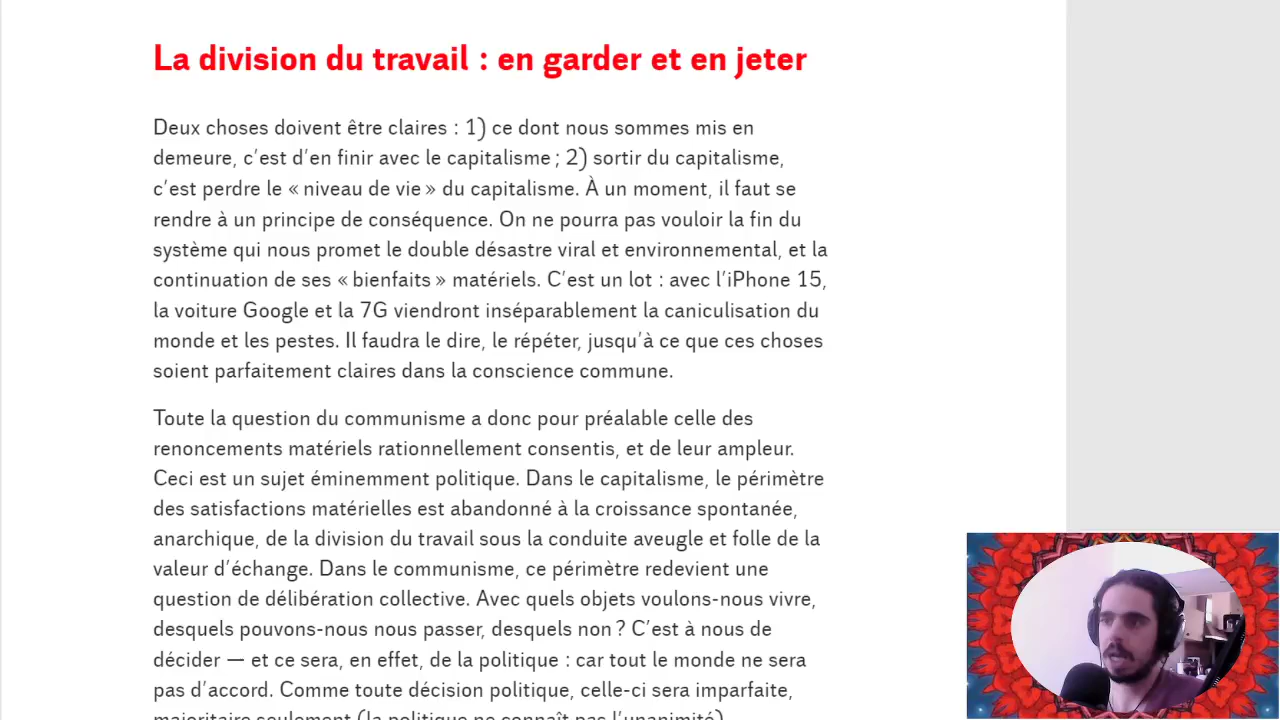 La division du travail : en garder et en jeter
Deux choses doivent être claires : 1) ce dont nous sommes mis en
demeure, c’est d’en finir avec le capitalisme ; 2) sortir du capitalisme,
c’est perdre le « niveau de vie » du capitalisme. À un moment, il faut se
rendre à un principe de conséquence. On ne pourra pas vouloir la fin du
système qui nous promet le double désastre viral et environnemental, et la
continuation de ses « bienfaits » matériels. C’est un lot : avec l’iPhone 15,
la voiture Google et la 7G viendront inséparablement la caniculisation du
monde et les pestes. Il faudra le dire, le répéter, jusqu’à ce que ces choses
soient parfaitement claires dans la conscience commune.
Toute la question du communisme a donc pour préalable celle des
renoncements matériels rationnellement consentis, et de leur ampleur.
Ceci est un sujet éminemment politique. Dans le capitalisme, le périmètre
des satisfactions matérielles est abandonné à la croissance spontanée,
anarchique, de la division du travail sous la conduite aveugle et folle de la
valeur d’échange. Dans le communisme, ce périmètre redevient une
question de délibération collective. Avec quels objets voulons-nous vivre,
desquels pouvons-nous nous passer, desquels non ? C’est à nous de
décider — et ce sera, en effet, de la politique : car tout le monde ne sera
pas d’accord. Comme toute décision politique, celle-ci sera imparfaite,
majoritaire seulement (la politique ne connaît pas l’unanimité).